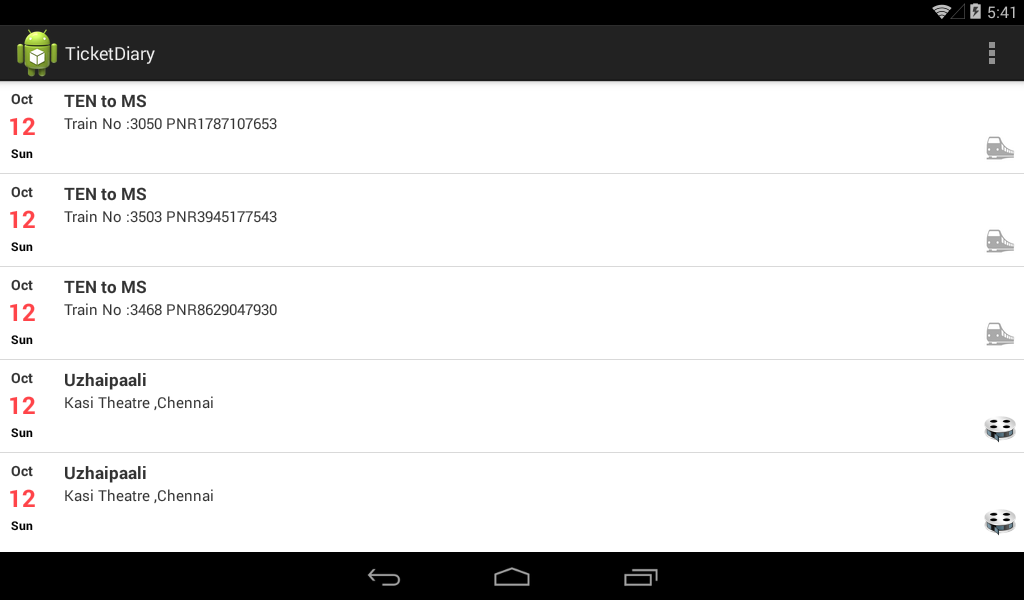 5:41
TicketDiary
Oct
12
Sun
TEN to MS
Train No :3050 PNR1787107653
Oct
12
Sun
TEN to MS
Train No :3503 PNR3945177543
Oct
12
Sun
TEN to MS
Train No :3468 PNR8629047930
Oct
12
Sun
Uzhaipaali
Kasi Theatre ,Chennai
Oct
12
Sun
Uzhaipaali
Kasi Theatre ,Chennai